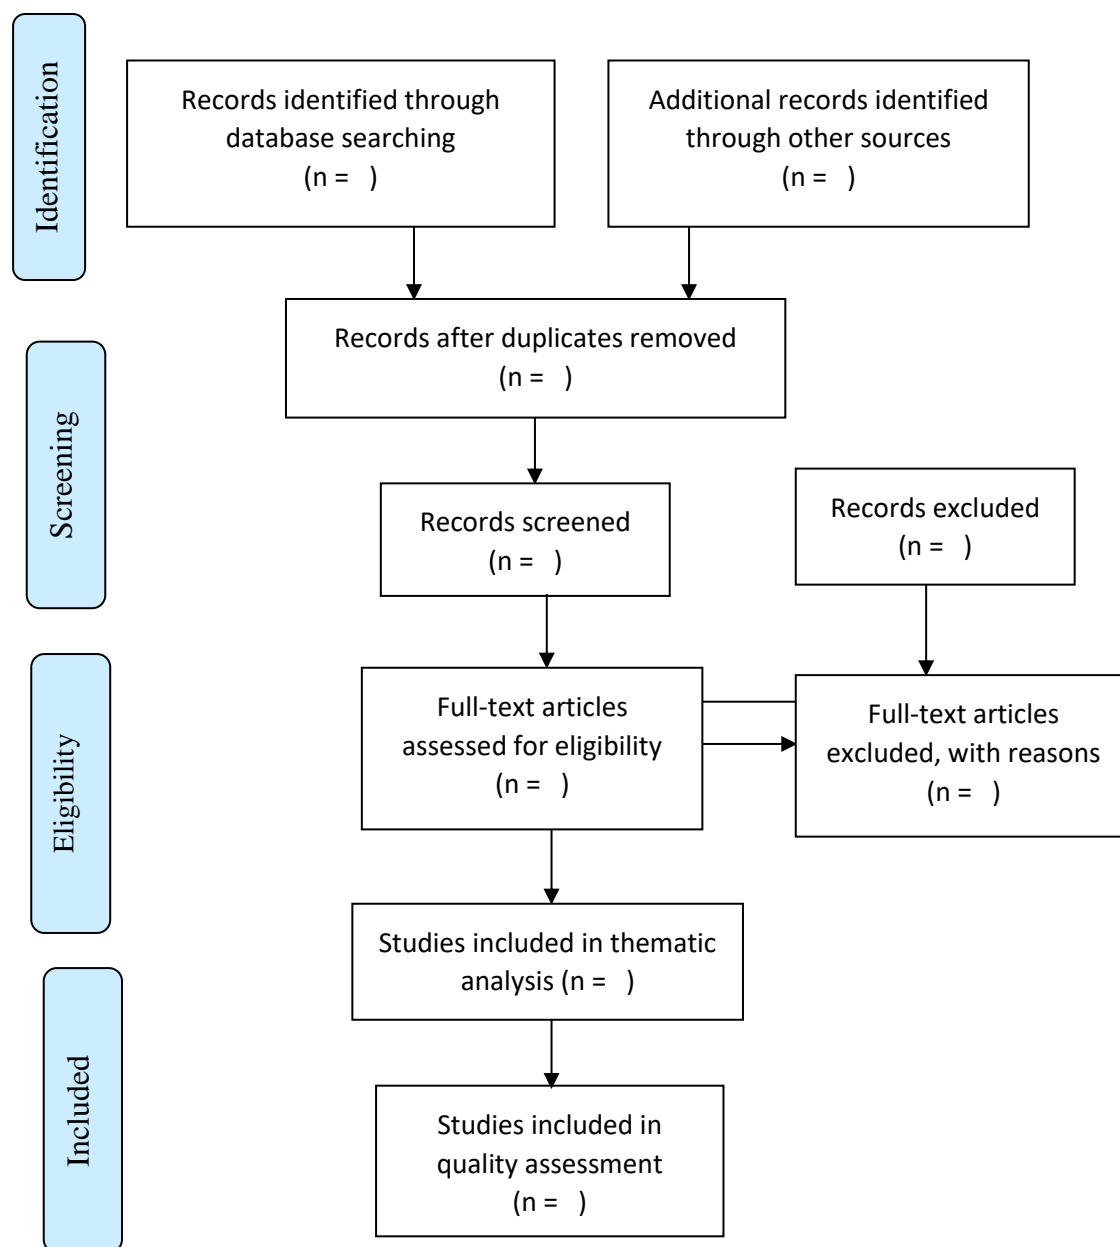 Identification
Records identified through
database searching
(n =   )
Additional records identified
through other sources
(n =   )
Records after duplicates removed
(n =   )
Screening
Records screened
(n =   )
Records excluded
(n =   )
Eligibility
Full-text articles
assessed for eligibility
(n =   )
Full-text articles
excluded, with reasons
(n =   )
Studies included in thematic
analysis (n =   )
Included
Studies included in
quality assessment
(n =   )